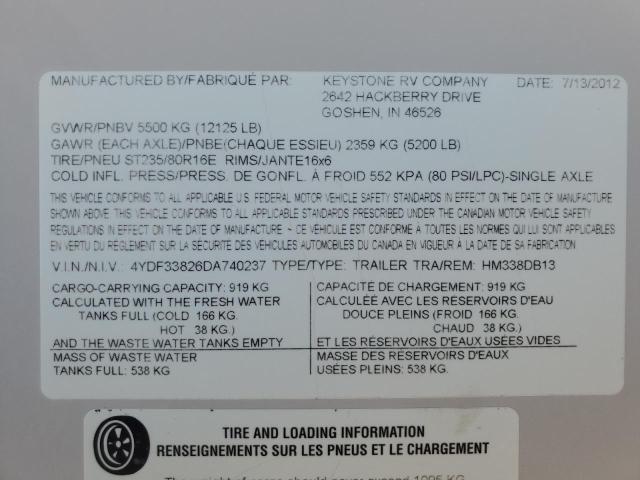 MANUFACTURED BY/FABRIQUÉ PAR: KEYSTONE RV COMPANY DATE: 7/13/2012
2642 HACKBERRY DRIVE
GOSHEN, IN 46526
GVWR/PNBV 5500 KG (12125 LB)
GAWR (EACH AXLE)/PNBE(CHAQUE ESSIEU) 2359 KG (5200 LB)
TIRE/PNEU ST235/80R16E RIMS/JANTE16x6
COLD INFL. PRESS/PRESS. DE GONFL. À FROID 552 KPA (80 PSI/LPC)-SINGLE AXLE
THIS VEHICLE CONFORMS TO ALL APPLICABLE U.S. FEDERAL MOTOR VEHICLE SAFETY STANDARDS IN EFFECT ON THE DATE OF MANUFACTURE
SHOWN ABOVE. THIS VEHICLE CONFORMS TO ALL APPLICABLE STANDARDS PRESCRIBED UNDER THE CANADIAN MOTOR VEHICLE SAFETY
REGULATIONS IN EFFECT ON THE DATE OF MANUFACTURE. ~ CE VÉHICULE EST CONFORME À TOUTES LES NORMES QUI LUI SONT APPLICABLES
EN VERTU DU RÈGLEMENT SUR LA SÉCURITÉ DES VÉHICULES AUTOMOBILES DU CANADA EN VIGUEUR À LA DATE DE SA FABRICATION
V.I.N./N.I.V.: 4YDF33826DA740237 TYPE/TYPE: TRAILER TRA/REM: HM338DB13
CARGO-CARRYING CAPACITY: 919 KG
CALCULATED WITH THE FRESH WATER
TANKS FULL (COLD 166 KG.
HOT 38 KG.)
AND THE WASTE WATER TANKS EMPTY
MASS OF WASTE WATER
TANKS FULL: 538 KG.
CAPACITÉ DE CHARGEMENT: 919 KG
CALCULÉE AVEC LES RÉSERVOIRS D'EAU
DOUCE PLEINS (FROID 166 KG.
CHAUD 38 KG.)
ET LES RÉSERVOIRS D'EAUX USÉES VIDES
MASSE DES RÉSERVOIRS D'EAUX
USÉES PLEINS: 538 KG.
TIRE AND LOADING INFORMATION
RENSEIGNEMENTS SUR LES PNEUS ET LE CHARGEMENT
The weight of cargo should never exceed 1095 KG